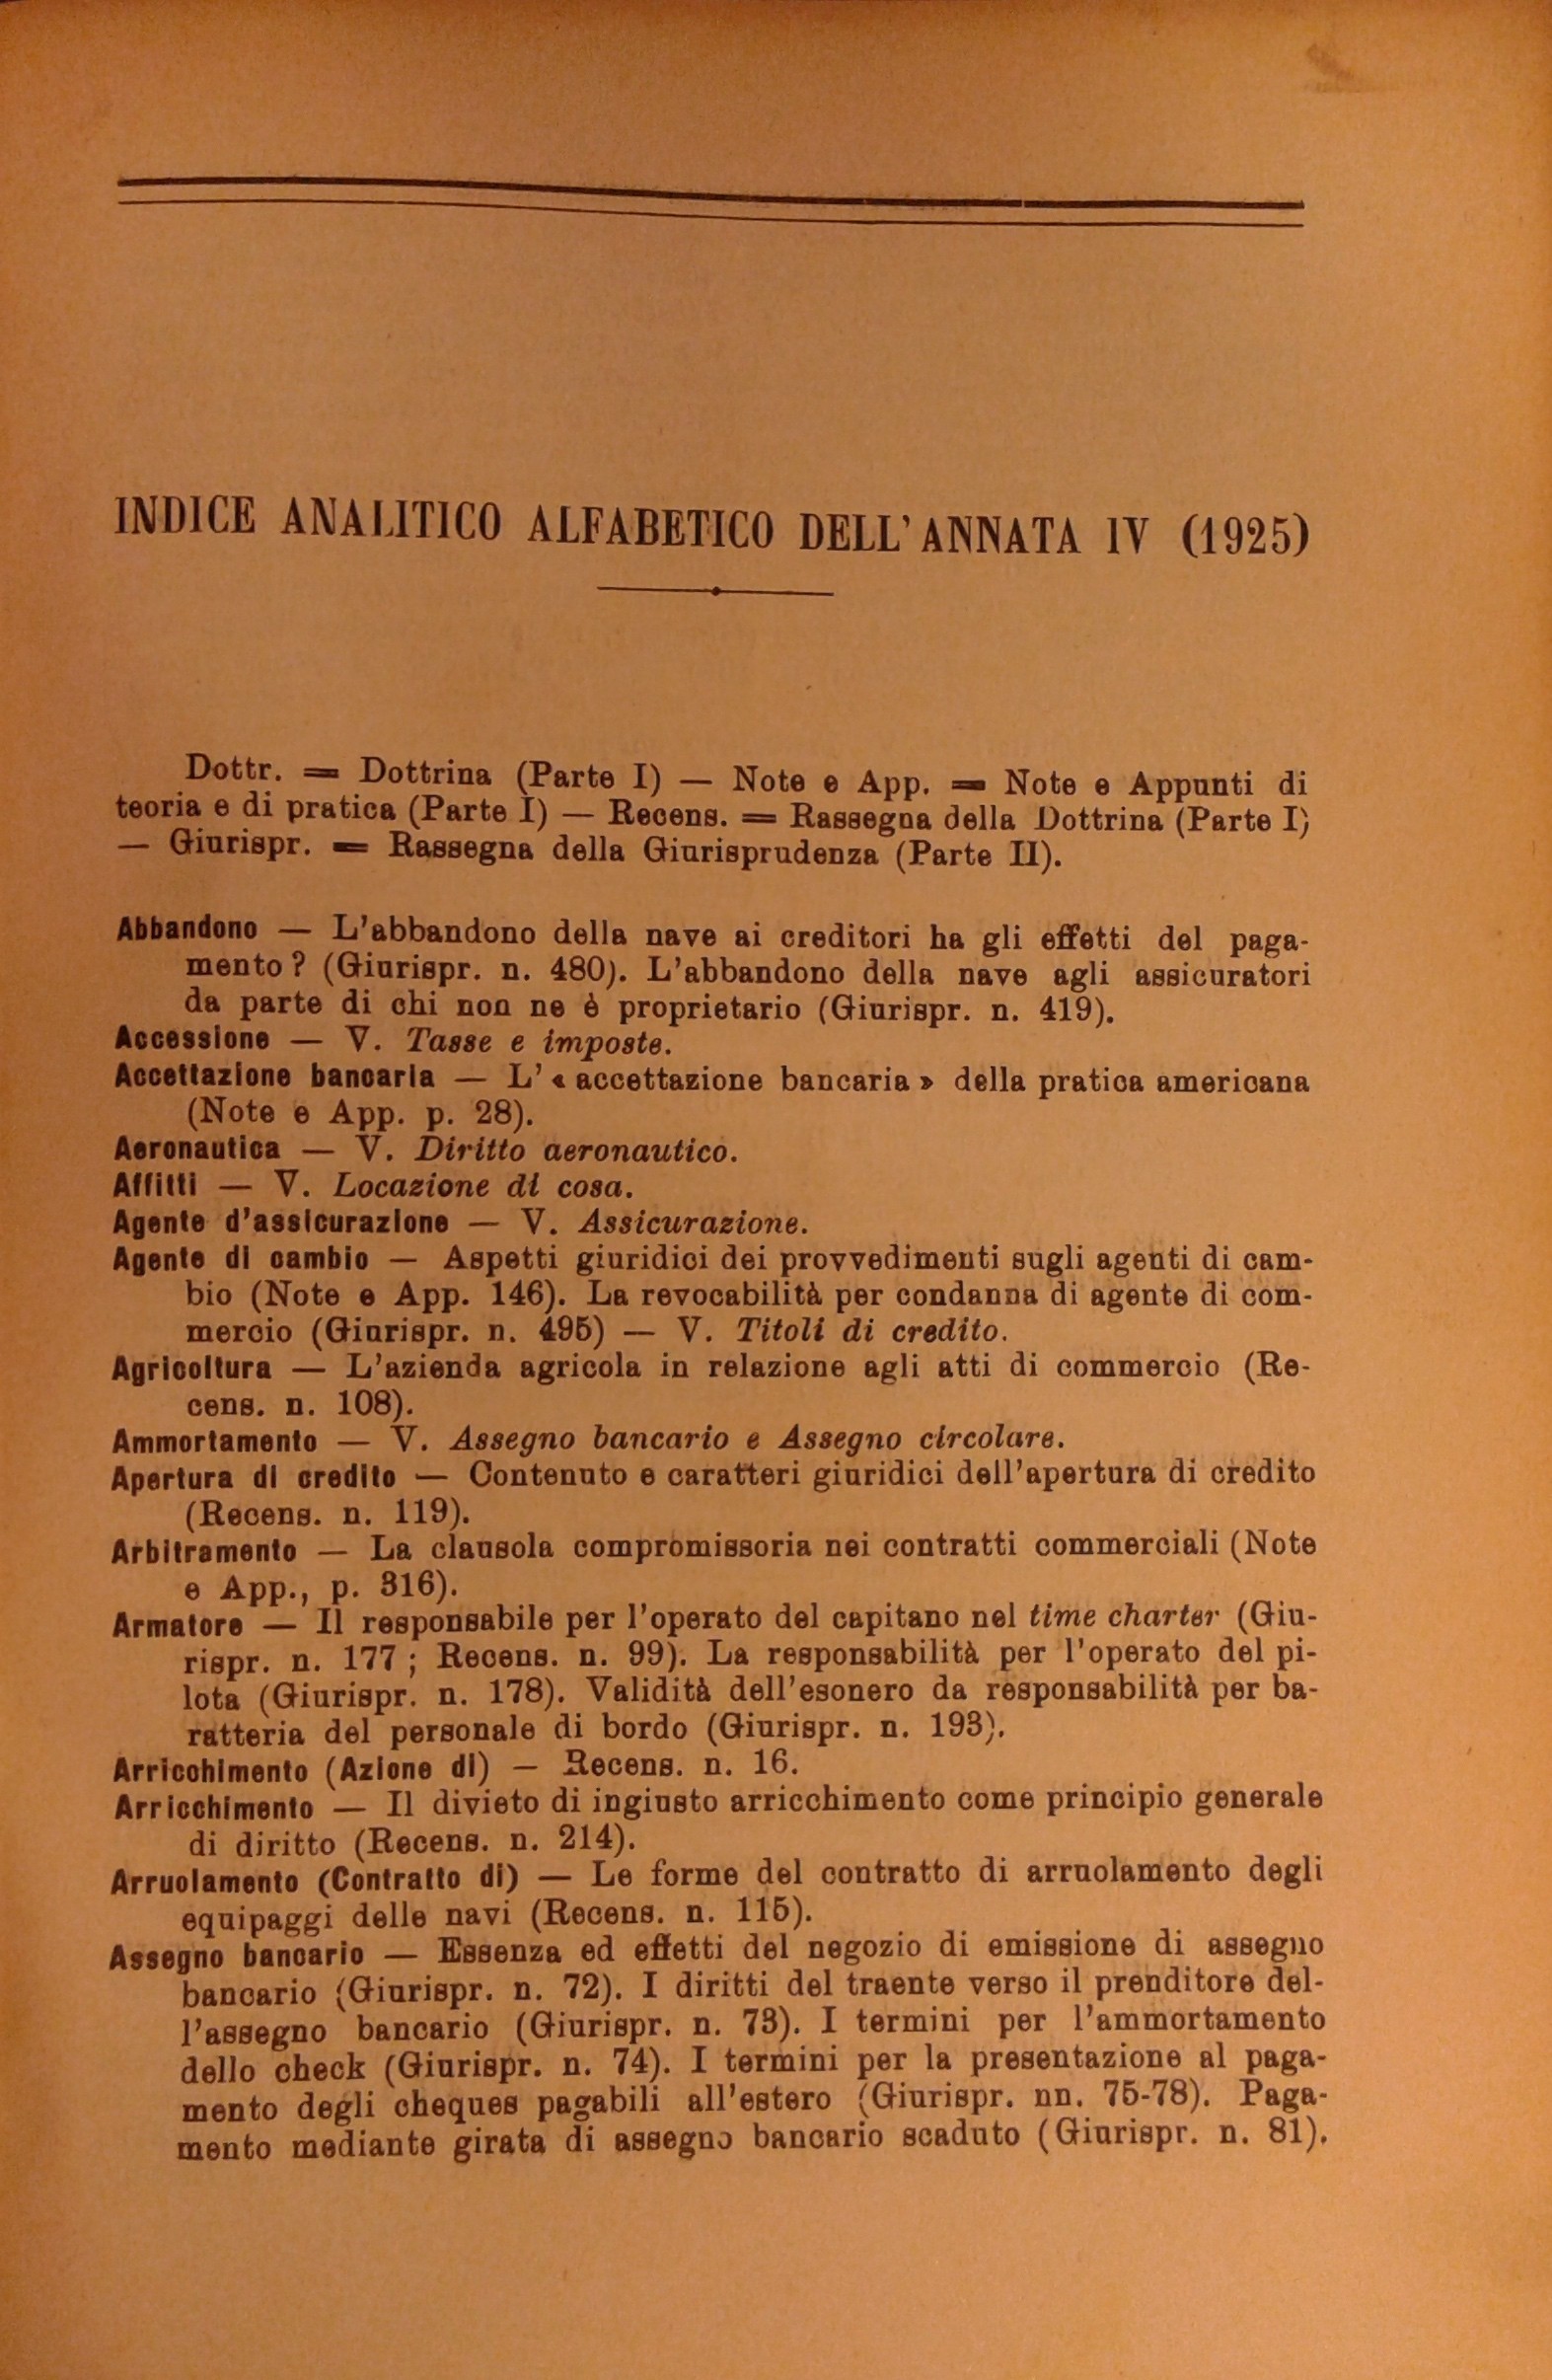 INDICE ANALITICO ALFABETICO DELL'ANNATA IV (1925)
Dottr. = Dottrina (Parte I) — Note e App. = Note e Appunti di
teoria e di pratica (Parte I) — Recens. = Rassegna della Dottrina (Parte I)
— Giurispr. = Rassegna della Giurisprudenza (Parte II).
Abbandono — L'abbandono della nave ai creditori ha gli effetti del paga-
mento? (Giurispr. n. 480). L'abbandono della nave agli assicuratori
da parte di chi non ne è proprietario (Giurispr. n. 419).
Accessione — V. Tasse e imposte.
Accettazione bancaria — L'« accettazione bancaria » della pratica americana
(Note e App. p. 28).
Aeronautica — V. Diritto aeronautico.
Affitti — V. Locazione di cosa.
Agente d'assicurazione — V. Assicurazione.
Agente di cambio — Aspetti giuridici dei provvedimenti sugli agenti di cam-
bio (Note e App. 146). La revocabilità per condanna di agente di com-
mercio (Giurispr. n. 495) — V. Titoli di credito.
Agricoltura — L'azienda agricola in relazione agli atti di commercio (Re-
cens. n. 108).
Ammortamento — V. Assegno bancario e Assegno circolare.
Apertura di credito — Contenuto e caratteri giuridici dell'apertura di credito
(Recens. n. 119).
Arbitramento — La clausola compromissoria nei contratti commerciali (Note
e App., p. 316).
Armatore — Il responsabile per l'operato del capitano nel time charter (Giu-
rispr. n. 177 ; Recens. n. 99). La responsabilità per l'operato del pi-
lota (Giurispr. n. 178). Validità dell'esonero da responsabilità per ba-
ratteria del personale di bordo (Giurispr. n. 193).
Arricchimento (Azione di) — Recens. n. 16.
Arricchimento — Il divieto di ingiusto arricchimento come principio generale
di diritto (Recens. n. 214).
Arruolamento (Contratto di) — Le forme del contratto di arruolamento degli
equipaggi delle navi (Recens. n. 115).
Assegno bancario — Essenza ed effetti del negozio di emissione di assegno
bancario (Giurispr. n. 72). I diritti del traente verso il prenditore del-
l'assegno bancario (Giurispr. n. 73). I termini per l'ammortamento
dello check (Giurispr. n. 74). I termini per la presentazione al paga-
mento degli cheques pagabili all'estero (Giurispr. nn. 75-78). Paga-
mento mediante girata di assegno bancario scaduto (Giurispr. n. 81).